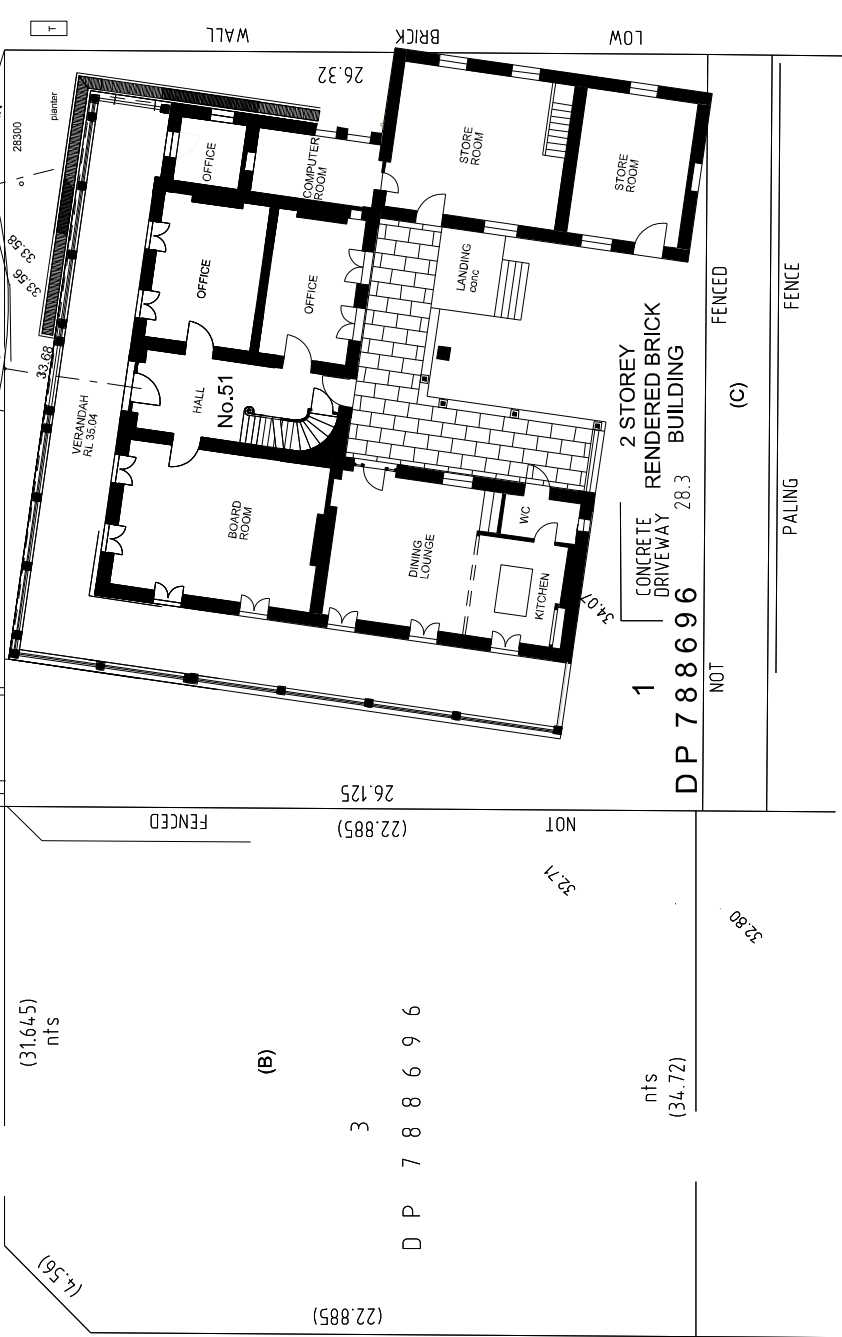 T
WALL
BRICK
LOW
26.32
28300
planter
33.58
33.56
33.68
VERANDAH
RL 35.04
OFFICE
COMPUTER
ROOM
STORE
ROOM
STORE
ROOM
OFFICE
OFFICE
LANDING
conc
HALL
No.51
BOARD
ROOM
DINING
LOUNGE
WC
KITCHEN
34.07
2 STOREY
RENDERED BRICK
BUILDING
CONCRETE
DRIVEWAY
28.3
1
DP 788696
FENCED
NOT
(C)
FENCE
PALING
26.125
FENCED
(22.885)
NOT
32.71
32.80
(31.645)
nts
(B)
3
DP 788696
nts
(34.72)
(4.56)
(22.885)